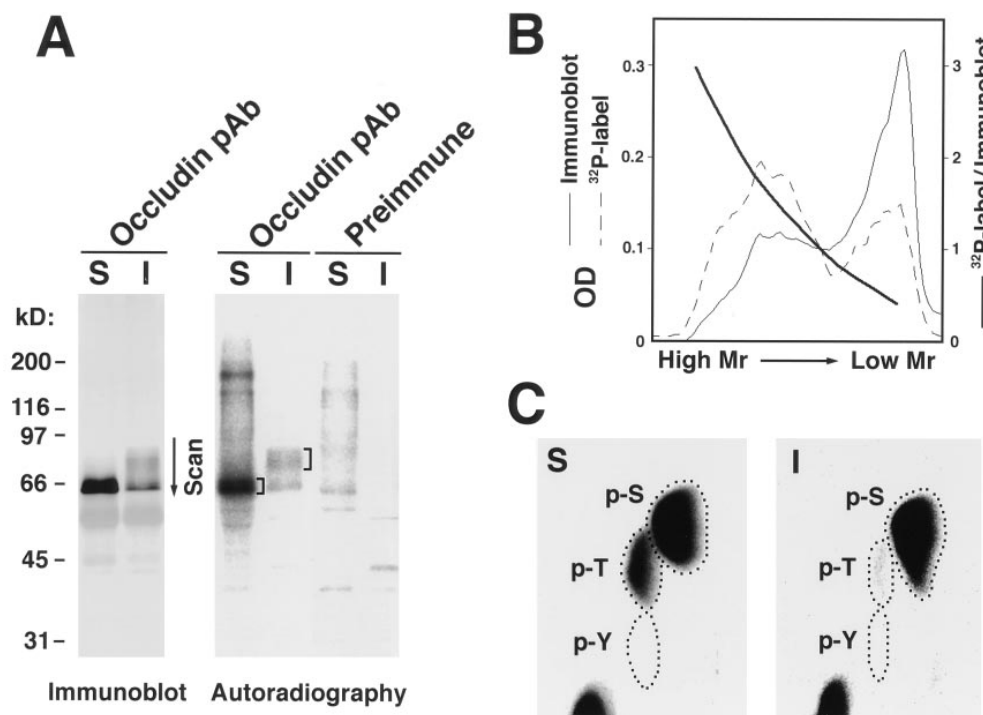 A
Occludin pAb
Occludin pAb
Preimmune
S I
S I
S I
kD:
200 –
116 –
97 –
66 –
45 –
31 –
Scan
Immunoblot
Autoradiography
B
OD
— Immunoblot
-- ³²P-label
0.3
0.2
0.1
0
3
2
1
0
³²P-label/Immunoblot
High Mr → Low Mr
C
S
p-S
p-T
p-Y
I
p-S
p-T
p-Y